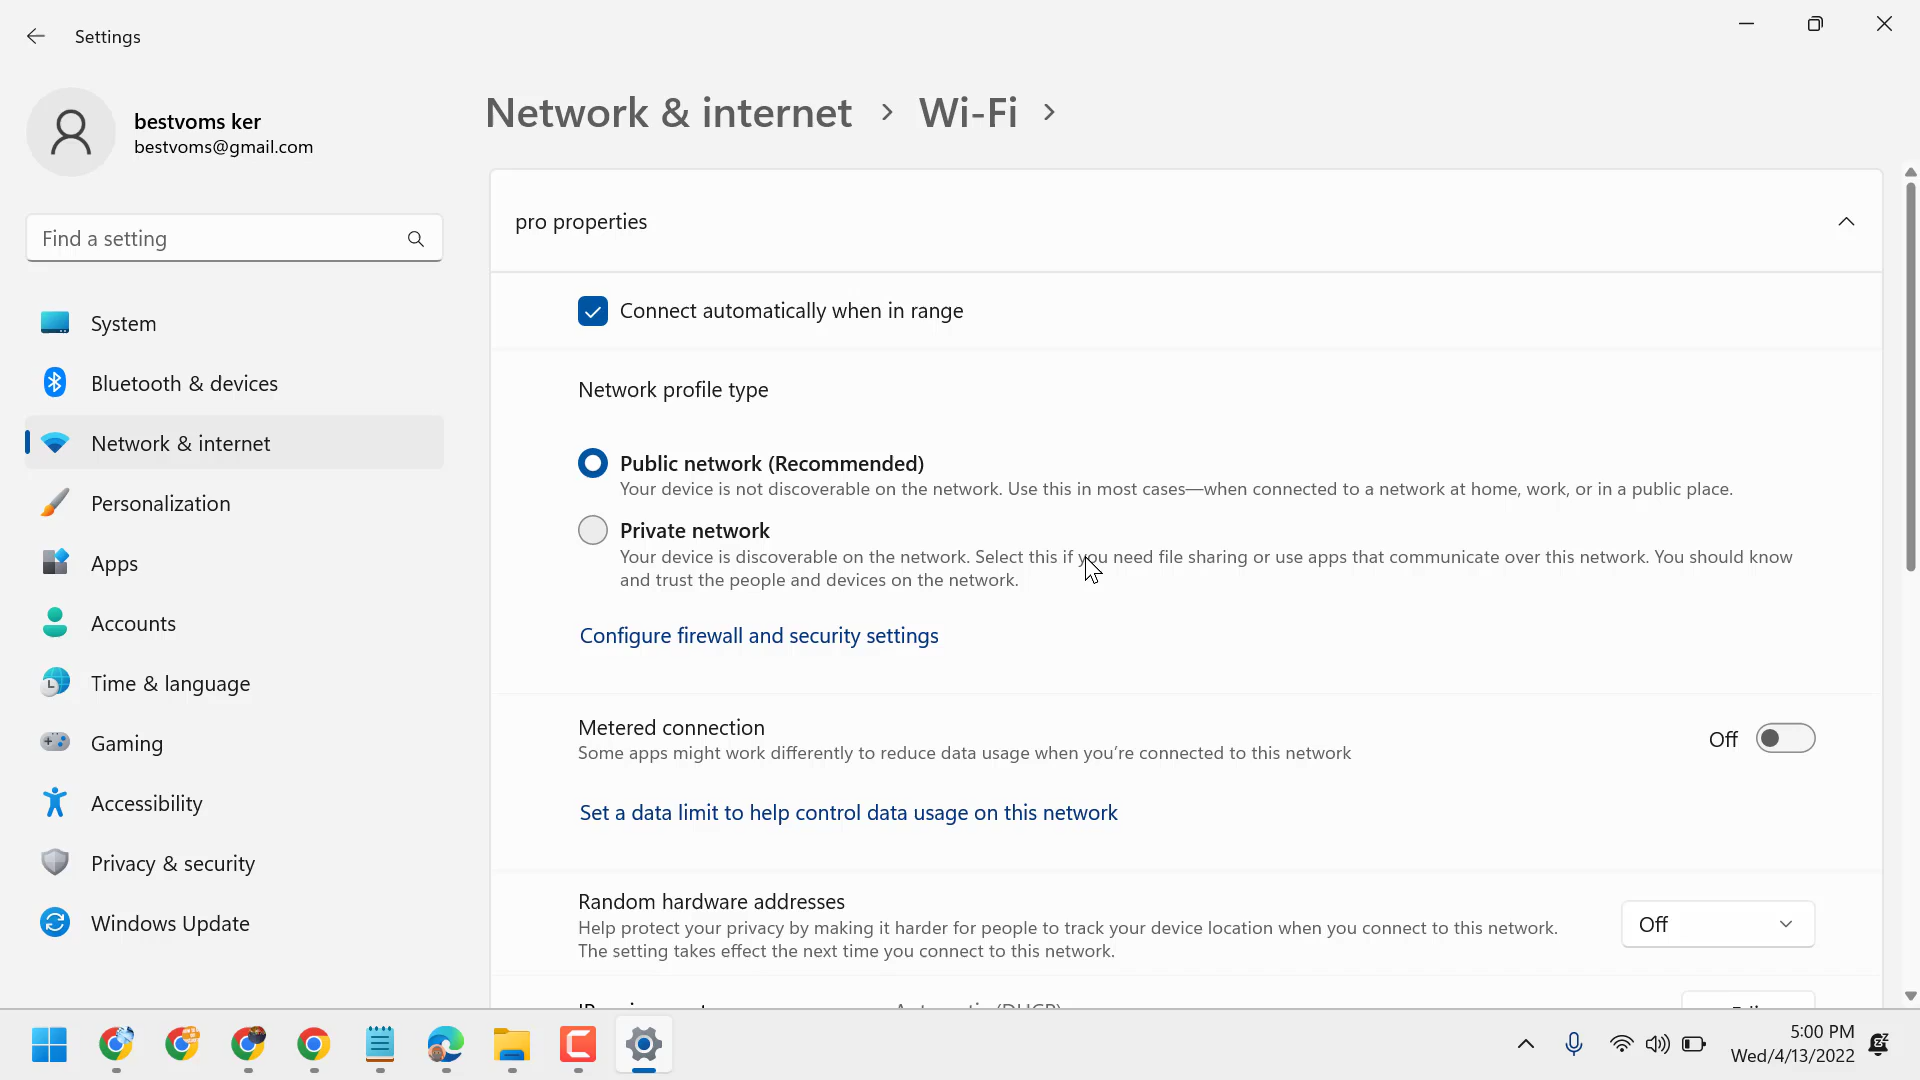 Settings
bestvoms ker
bestvoms@gmail.com
Find a setting
System
Bluetooth & devices
Network & internet
Personalization
Apps
Accounts
Time & language
Gaming
Accessibility
Privacy & security
Windows Update
Network & internet > Wi-Fi >
pro properties
Connect automatically when in range
Network profile type
Public network (Recommended)
Your device is not discoverable on the network. Use this in most cases—when connected to a network at home, work, or in a public place.
Private network
Your device is discoverable on the network. Select this if you need file sharing or use apps that communicate over this network. You should know
and trust the people and devices on the network.
Configure firewall and security settings
Metered connection
Some apps might work differently to reduce data usage when you're connected to this network
Off
Set a data limit to help control data usage on this network
Random hardware addresses
Help protect your privacy by making it harder for people to track your device location when you connect to this network.
The setting takes effect the next time you connect to this network.
Off
5:00 PM
Wed/4/13/2022